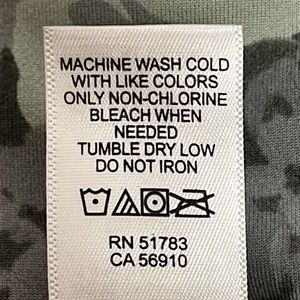 MACHINE WASH COLD
WITH LIKE COLORS
ONLY NON-CHLORINE
BLEACH WHEN
NEEDED
TUMBLE DRY LOW
DO NOT IRON
RN 51783
CA 56910